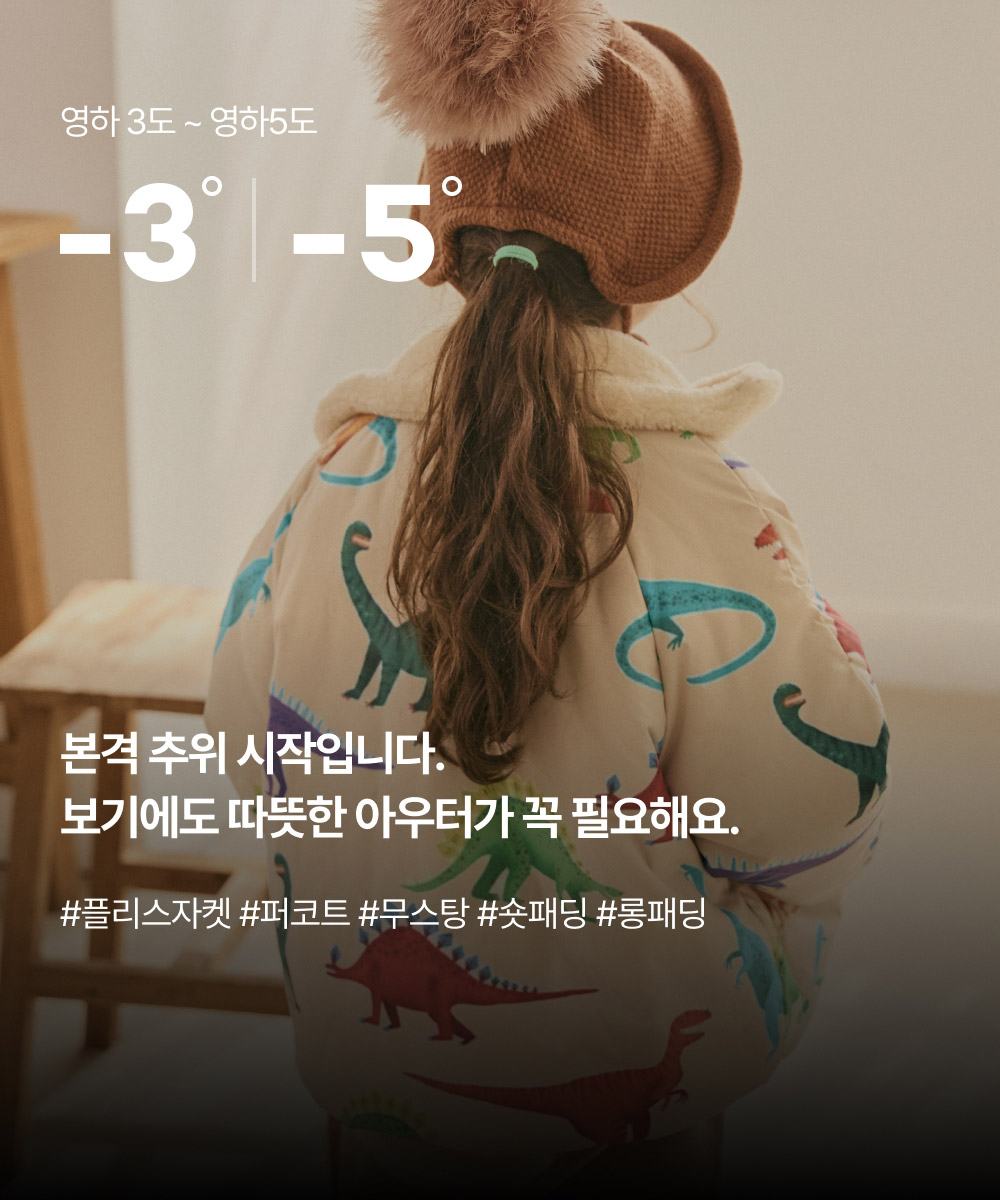 영하 3도 ~ 영하5도
-3° | -5°
본격 추위 시작입니다.
보기에도 따뜻한 아우터가 꼭 필요해요.
#플리스자켓 #퍼코트 #무스탕 #숏패딩 #롱패딩